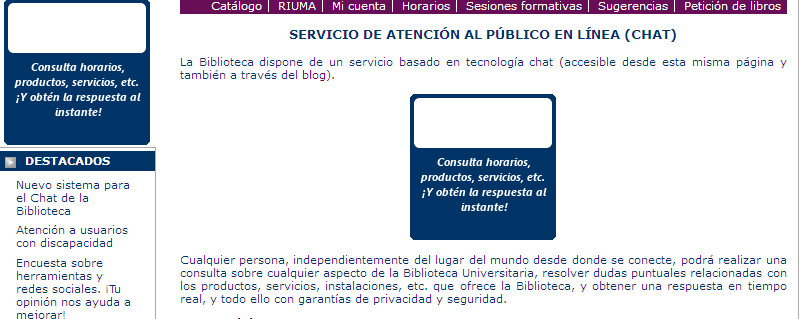 Catálogo | RIUMA | Mi cuenta | Horarios | Sesiones formativas | Sugerencias | Petición de libros
Consulta horarios,
productos, servicios, etc.
¡Y obtén la respuesta al
instante!
DESTACADOS
Nuevo sistema para
el Chat de la
Biblioteca
Atención a usuarios
con discapacidad
Encuesta sobre
herramientas y
redes sociales. ¡Tu
opinión nos ayuda a
mejorar!
SERVICIO DE ATENCIÓN AL PÚBLICO EN LÍNEA (CHAT)
La Biblioteca dispone de un servicio basado en tecnología chat (accesible desde esta misma página y
también a través del blog).
Consulta horarios,
productos, servicios, etc.
¡Y obtén la respuesta al
instante!
Cualquier persona, independientemente del lugar del mundo desde donde se conecte, podrá realizar una
consulta sobre cualquier aspecto de la Biblioteca Universitaria, resolver dudas puntuales relacionadas con
los productos, servicios, instalaciones, etc. que ofrece la Biblioteca, y obtener una respuesta en tiempo
real, y todo ello con garantías de privacidad y seguridad.